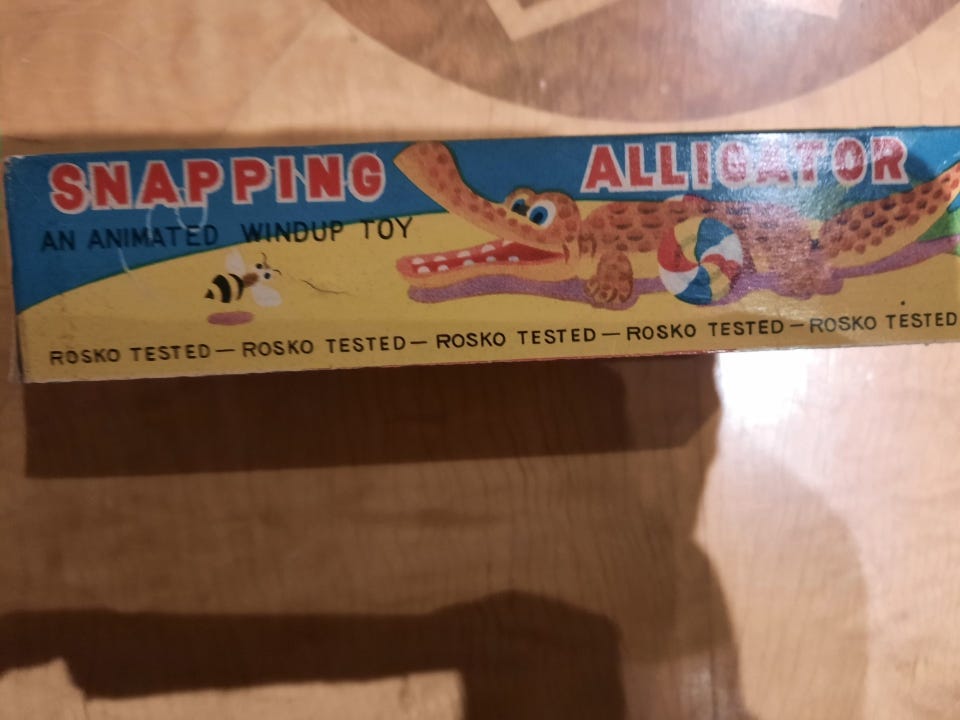 SNAPPING ALLIGATOR
AN ANIMATED WINDUP TOY
ROSKO TESTED — ROSKO TESTED — ROSKO TESTED — ROSKO TESTED — ROSKO TESTED